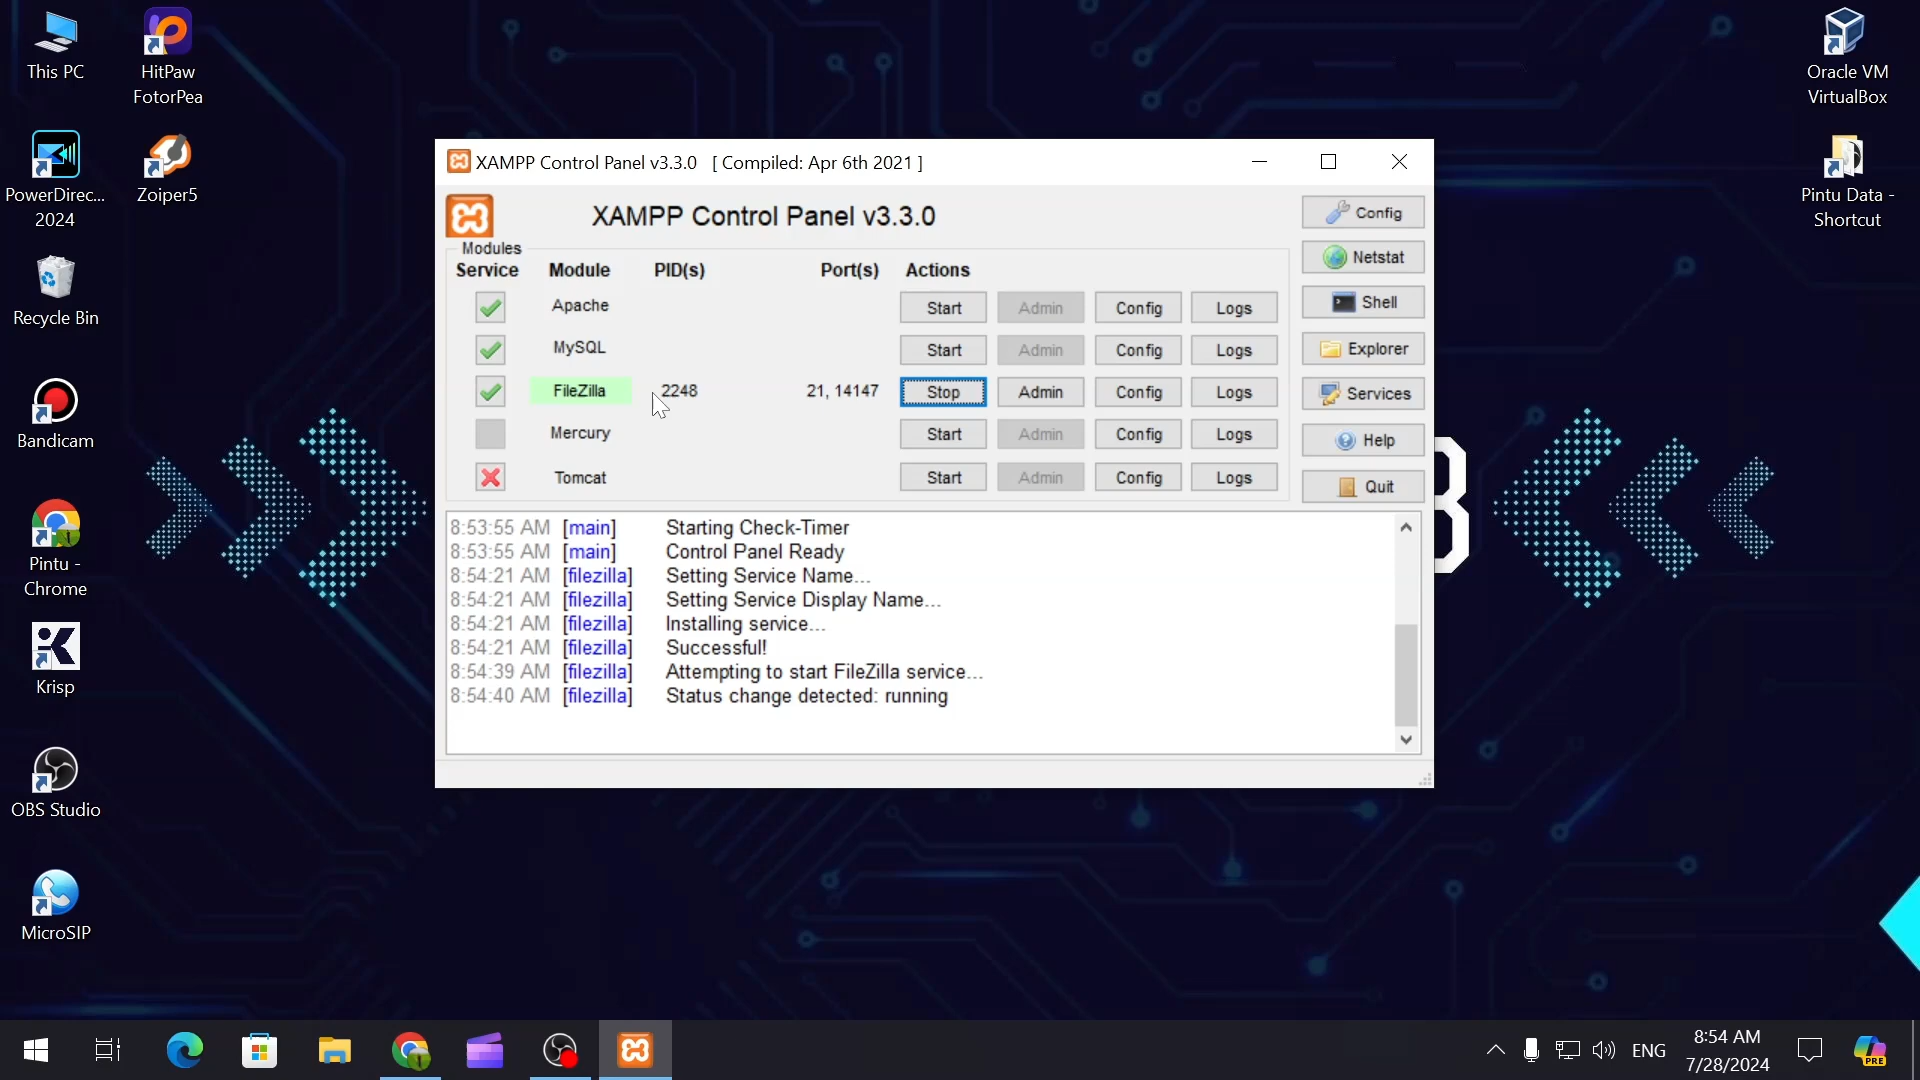 This PC
HitPaw
FotorPea
PowerDirec...
2024
Zoiper5
Recycle Bin
Bandicam
Pintu -
Chrome
Krisp
OBS Studio
MicroSIP
Oracle VM
VirtualBox
Pintu Data -
Shortcut
XAMPP Control Panel v3.3.0 [ Compiled: Apr 6th 2021 ]
XAMPP Control Panel v3.3.0
Modules
Service Module PID(s) Port(s) Actions
Apache Start Admin Config Logs
MySQL Start Admin Config Logs
FileZilla 2248 21, 14147 Stop Admin Config Logs
Mercury Start Admin Config Logs
Tomcat Start Admin Config Logs
Config
Netstat
Shell
Explorer
Services
Help
Quit
8:53:55 AM [main] Starting Check-Timer
8:53:55 AM [main] Control Panel Ready
8:54:21 AM [filezilla] Setting Service Name...
8:54:21 AM [filezilla] Setting Service Display Name...
8:54:21 AM [filezilla] Installing service...
8:54:21 AM [filezilla] Successful!
8:54:39 AM [filezilla] Attempting to start FileZilla service...
8:54:40 AM [filezilla] Status change detected: running
ENG
8:54 AM
7/28/2024
PRE